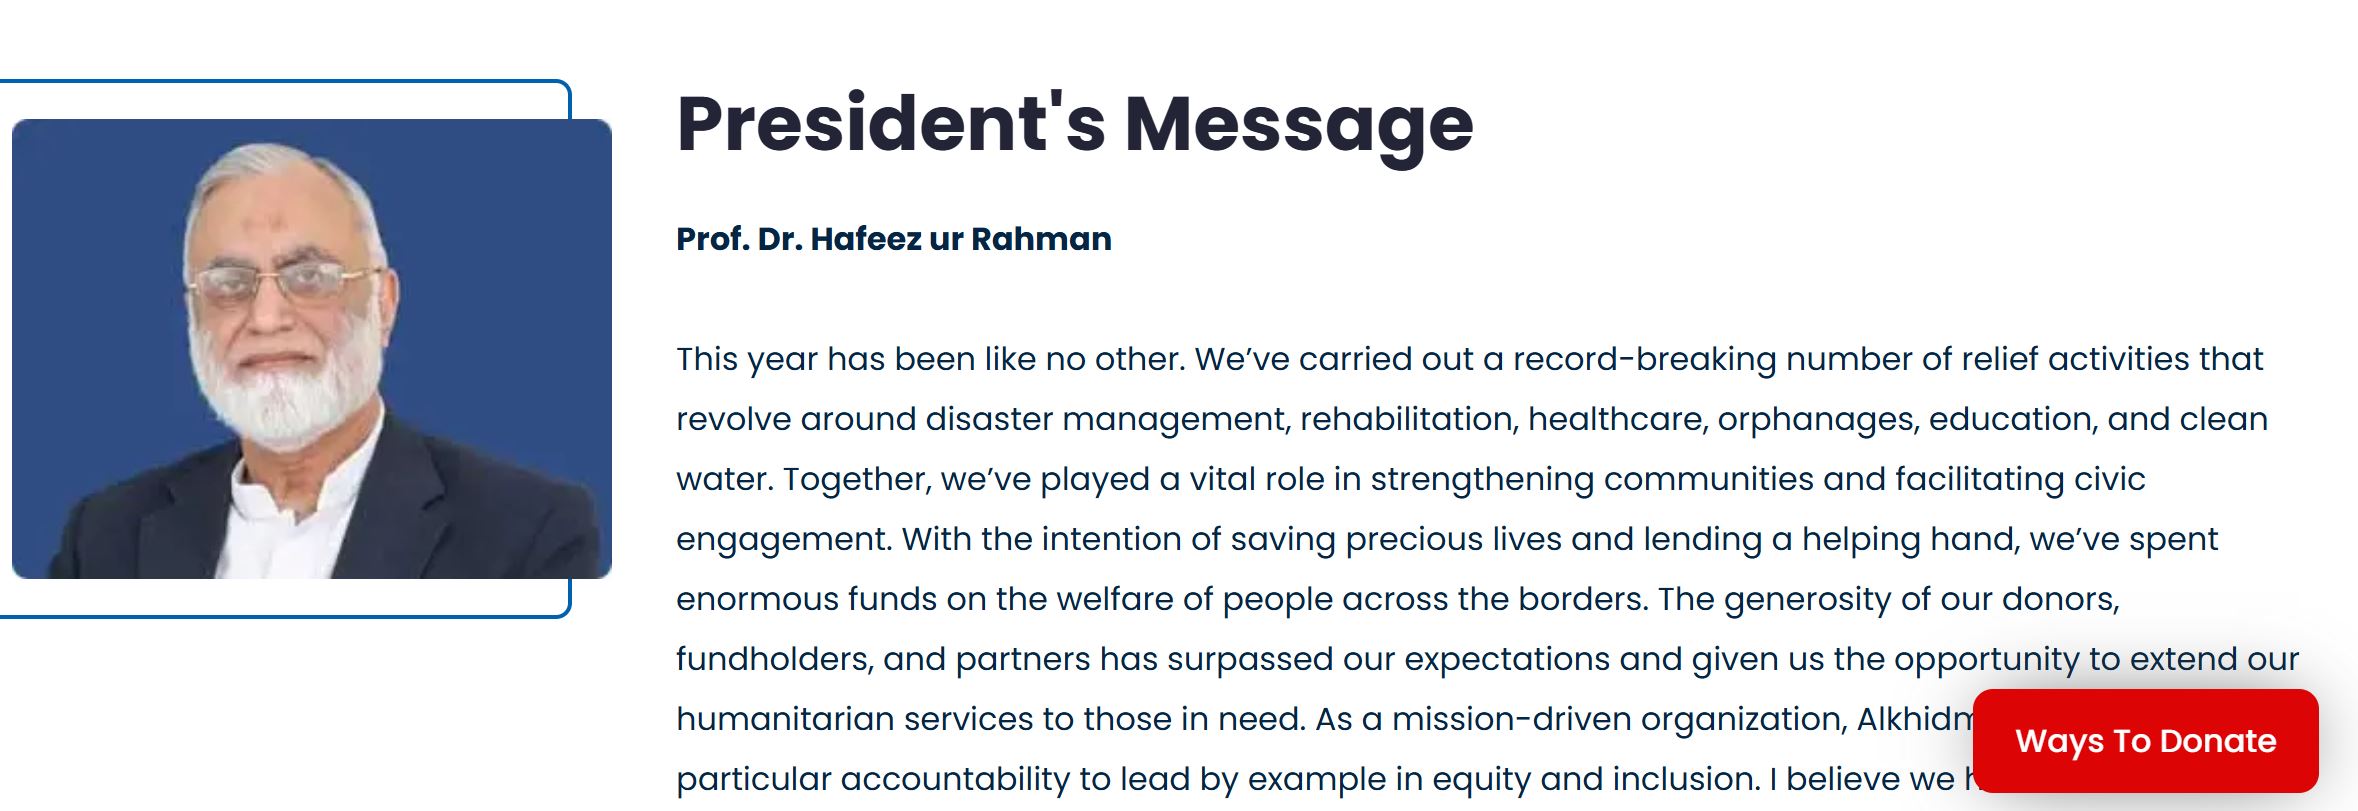 President's Message
Prof. Dr. Hafeez ur Rahman
This year has been like no other. We’ve carried out a record-breaking number of relief activities that
revolve around disaster management, rehabilitation, healthcare, orphanages, education, and clean
water. Together, we’ve played a vital role in strengthening communities and facilitating civic
engagement. With the intention of saving precious lives and lending a helping hand, we’ve spent
enormous funds on the welfare of people across the borders. The generosity of our donors,
fundholders, and partners has surpassed our expectations and given us the opportunity to extend our
humanitarian services to those in need. As a mission-driven organization,
particular accountability to lead by example in equity and inclusion. I believe we
Ways To Donate